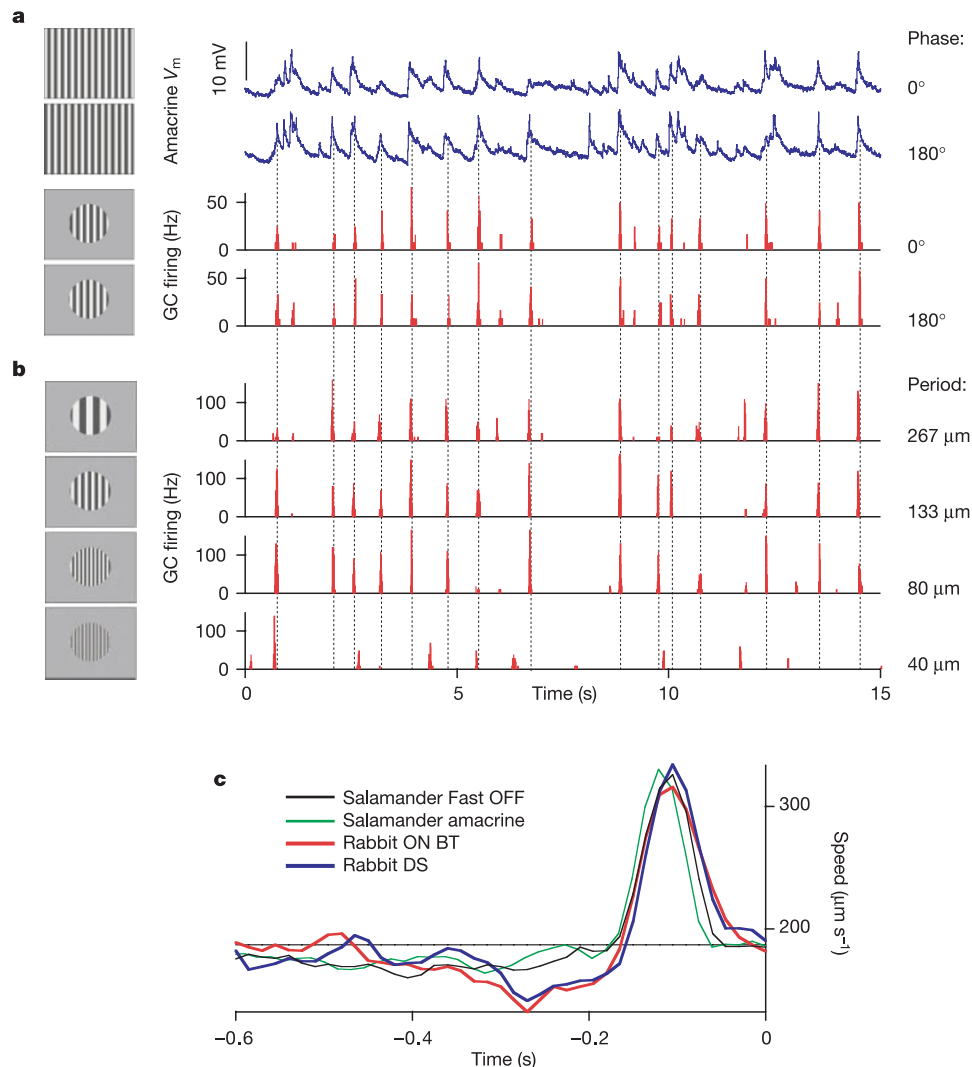 a
Amacrine Vm
10 mV
Phase:
0°
180°
GC firing (Hz)
50
0
0°
50
0
180°
b
GC firing (Hz)
Period:
100
0
267 µm
100
0
133 µm
100
0
80 µm
100
0
40 µm
0
5
10
15
Time (s)
c
Salamander Fast OFF
Salamander amacrine
Rabbit ON BT
Rabbit DS
300
200
Speed (µm s⁻¹)
−0.6
−0.4
−0.2
0
Time (s)